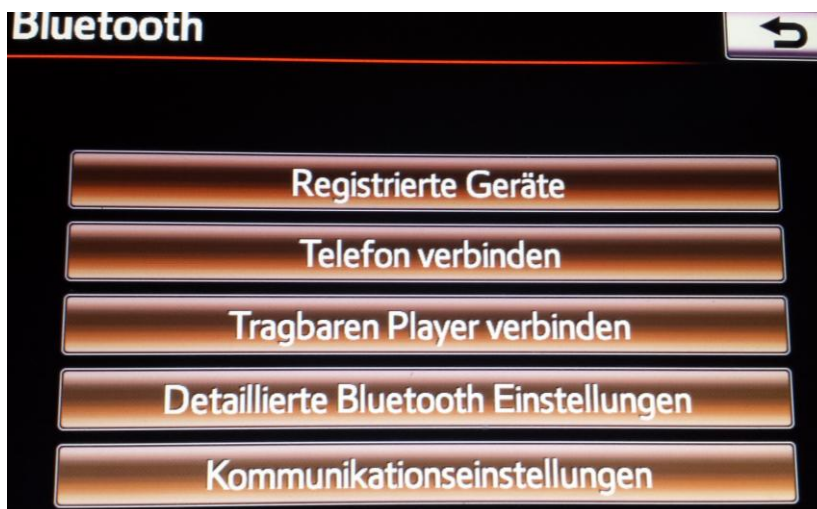 Bluetooth
Registrierte Geräte
Telefon verbinden
Tragbaren Player verbinden
Detaillierte Bluetooth Einstellungen
Kommunikationseinstellungen